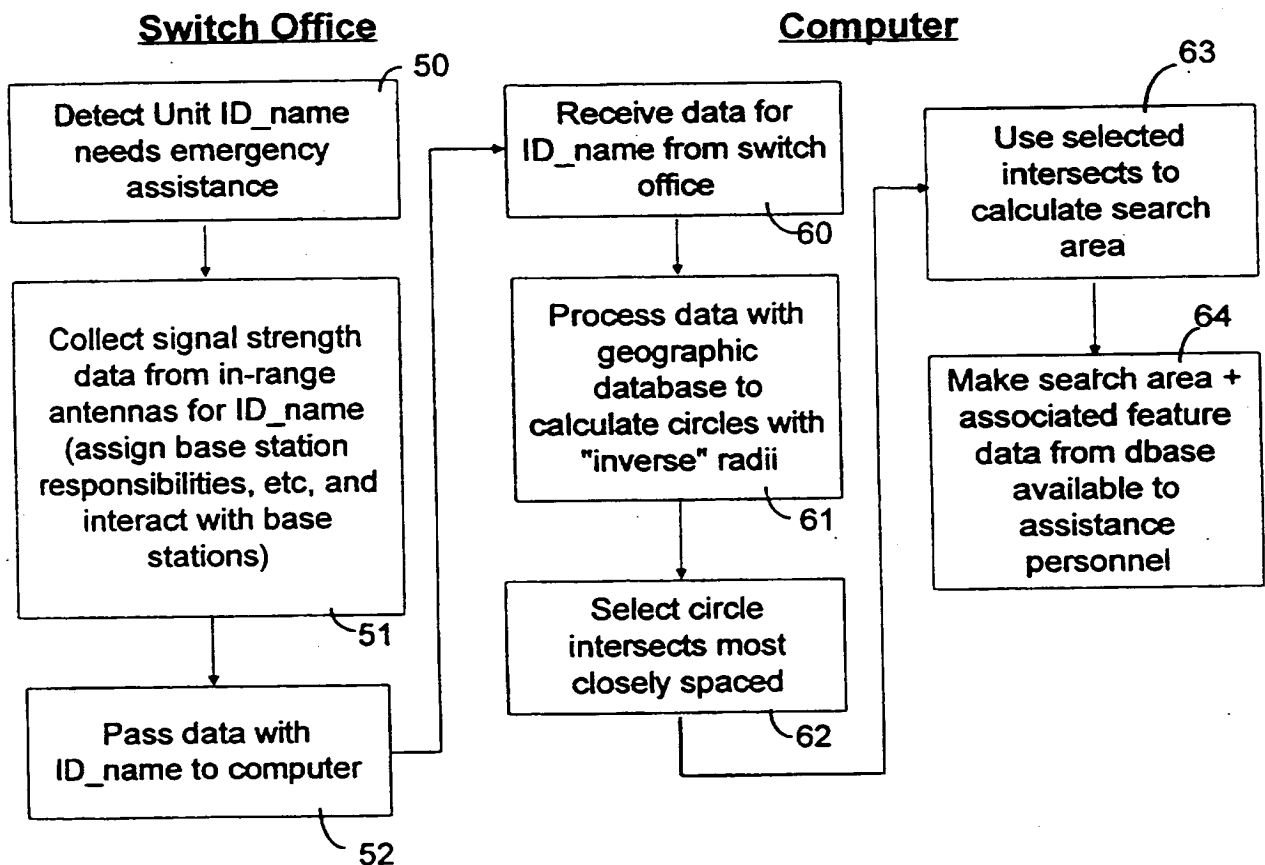 Switch Office
50
Detect Unit ID_name
needs emergency
assistance
Collect signal strength
data from in-range
antennas for ID_name
(assign base station
responsibilities, etc, and
interact with base
stations)
51
Pass data with
ID_name to computer
52
Computer
Receive data for
ID_name from switch
office
60
Process data with
geographic
database to
calculate circles with
"inverse" radii
61
Select circle
intersects most
closely spaced
62
63
Use selected
intersects to
calculate search
area
64
Make search area +
associated feature
data from dbase
available to
assistance
personnel